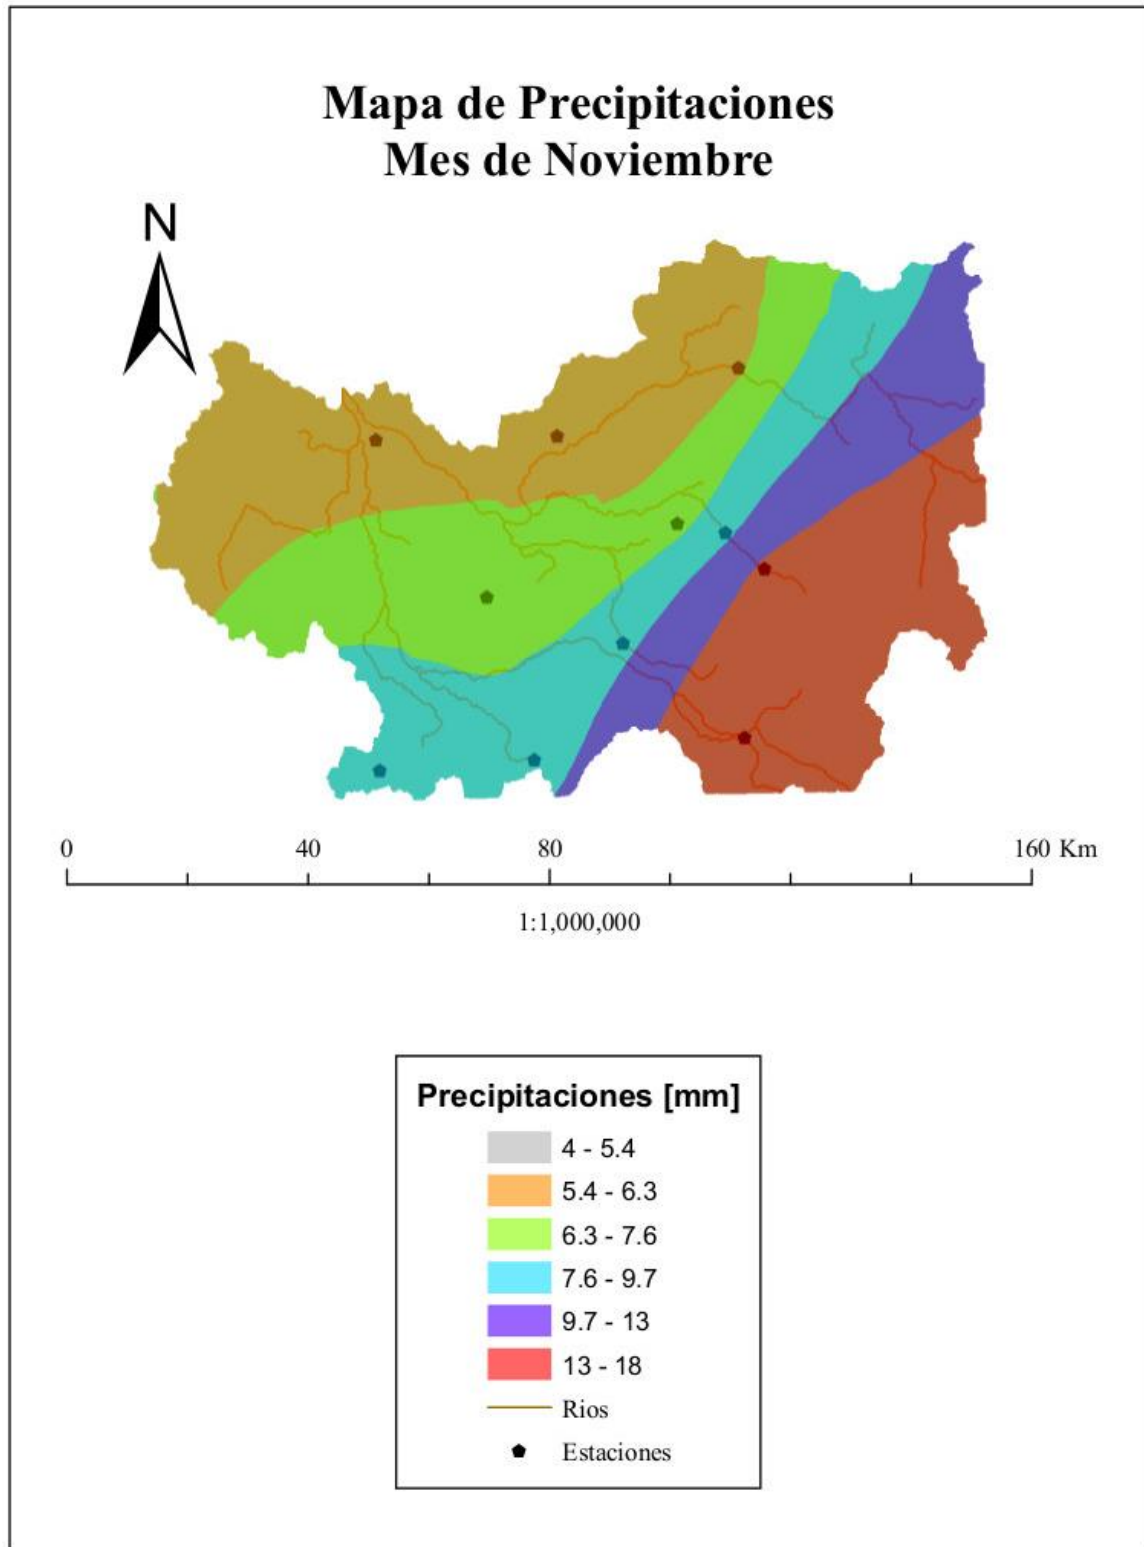 Mapa de Precipitaciones
Mes de Noviembre
N
0 40 80 160 Km
1:1,000,000
Precipitaciones [mm]
4 - 5.4
5.4 - 6.3
6.3 - 7.6
7.6 - 9.7
9.7 - 13
13 - 18
Rios
Estaciones